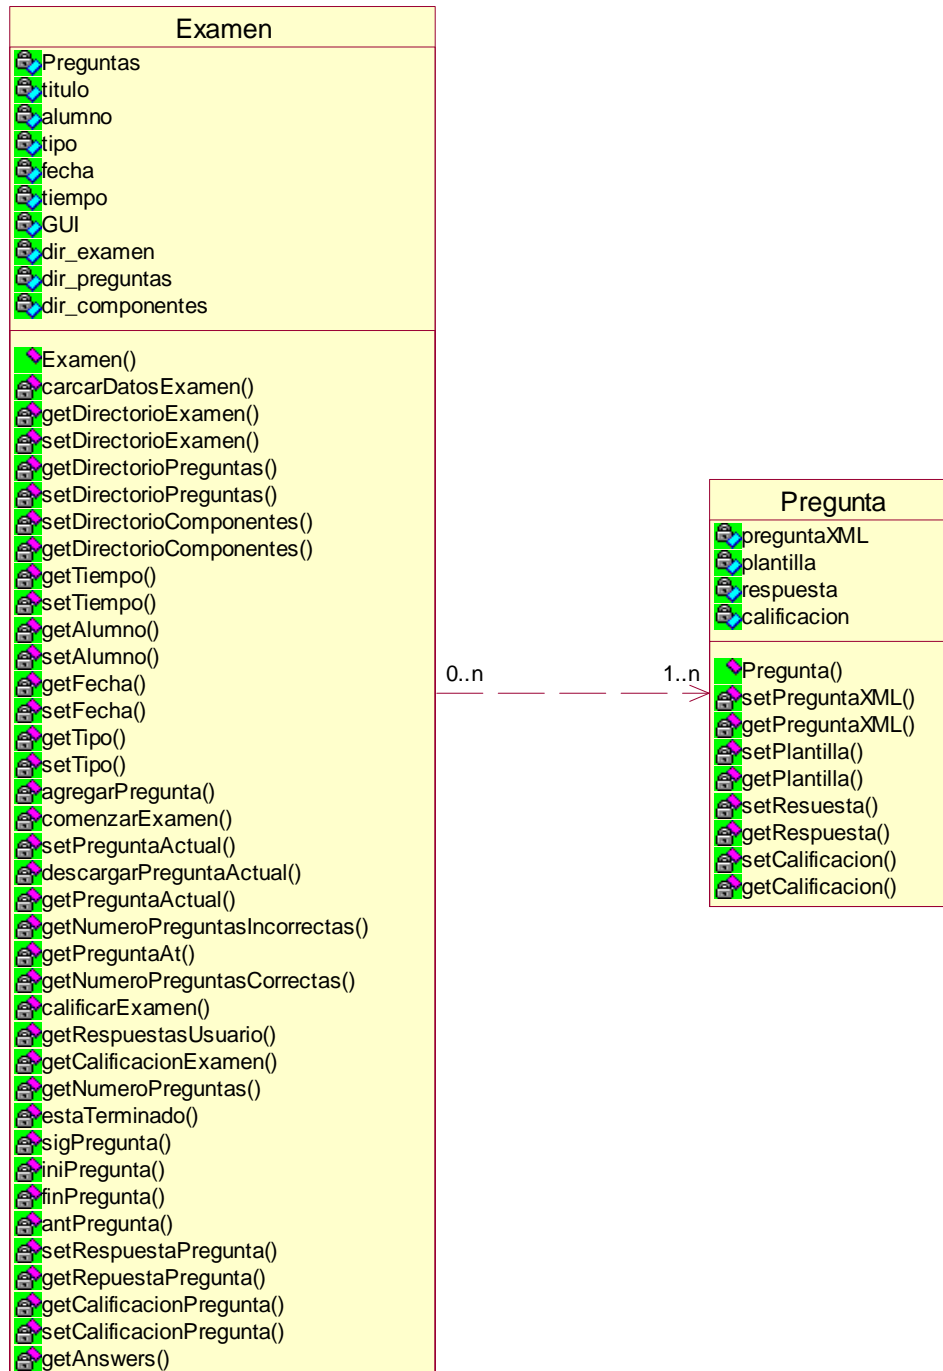 Examen
Preguntas
titulo
alumno
tipo
fecha
tiempo
GUI
dir_examen
dir_preguntas
dir_componentes
Examen()
carcarDatosExamen()
getDirectorioExamen()
setDirectorioExamen()
getDirectorioPreguntas()
setDirectorioPreguntas()
setDirectorioComponentes()
getDirectorioComponentes()
getTiempo()
setTiempo()
getAlumno()
setAlumno()
getFecha()
setFecha()
getTipo()
setTipo()
agregarPregunta()
comenzarExamen()
setPreguntaActual()
descargarPreguntaActual()
getPreguntaActual()
getNumeroPreguntasIncorrectas()
getPreguntaAt()
getNumeroPreguntasCorrectas()
calificarExamen()
getRespuestasUsuario()
getCalificacionExamen()
getNumeroPreguntas()
estaTerminado()
sigPregunta()
iniPregunta()
finPregunta()
antPregunta()
setRespuestaPregunta()
getRepuestaPregunta()
getCalificacionPregunta()
setCalificacionPregunta()
getAnswers()
0..n
1..n
Pregunta
preguntaXML
plantilla
respuesta
calificacion
Pregunta()
setPreguntaXML()
getPreguntaXML()
setPlantilla()
getPlantilla()
setResuesta()
getRespuesta()
setCalificacion()
getCalificacion()